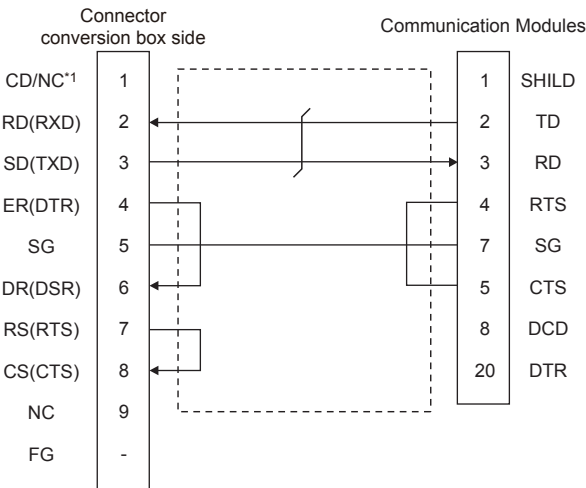 Connector
conversion box side
Communication Modules
CD/NC*1 1 1 SHILD
RD(RXD) 2 2 TD
SD(TXD) 3 3 RD
ER(DTR) 4 4 RTS
SG 5 7 SG
DR(DSR) 6 5 CTS
RS(RTS) 7 8 DCD
CS(CTS) 8 20 DTR
NC 9
FG -